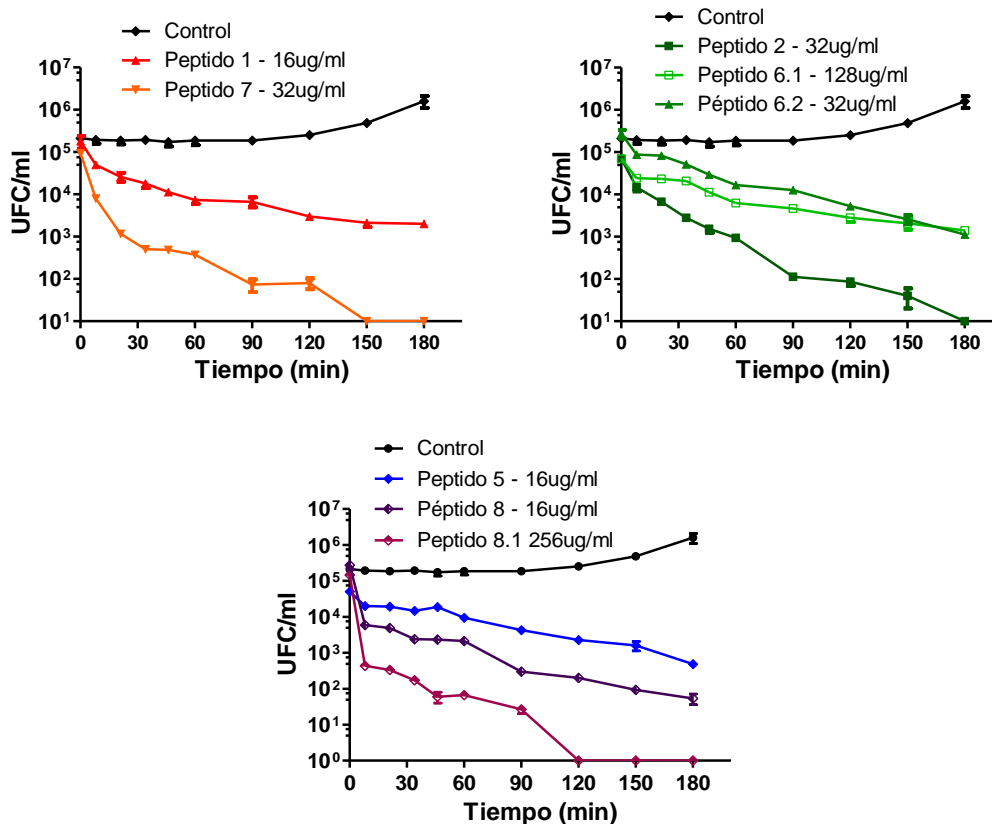 Control
Peptido 1 - 16ug/ml
Peptido 7 - 32ug/ml
10⁷
10⁶
10⁵
10⁴
10³
10²
10¹
UFC/ml
0 30 60 90 120 150 180
Tiempo (min)
Control
Peptido 2 - 32ug/ml
Peptido 6.1 - 128ug/ml
Péptido 6.2 - 32ug/ml
10⁷
10⁶
10⁵
10⁴
10³
10²
10¹
UFC/ml
0 30 60 90 120 150 180
Tiempo (min)
Control
Peptido 5 - 16ug/ml
Péptido 8 - 16ug/ml
Peptido 8.1 256ug/ml
10⁷
10⁶
10⁵
10⁴
10³
10²
10¹
10⁰
UFC/ml
0 30 60 90 120 150 180
Tiempo (min)